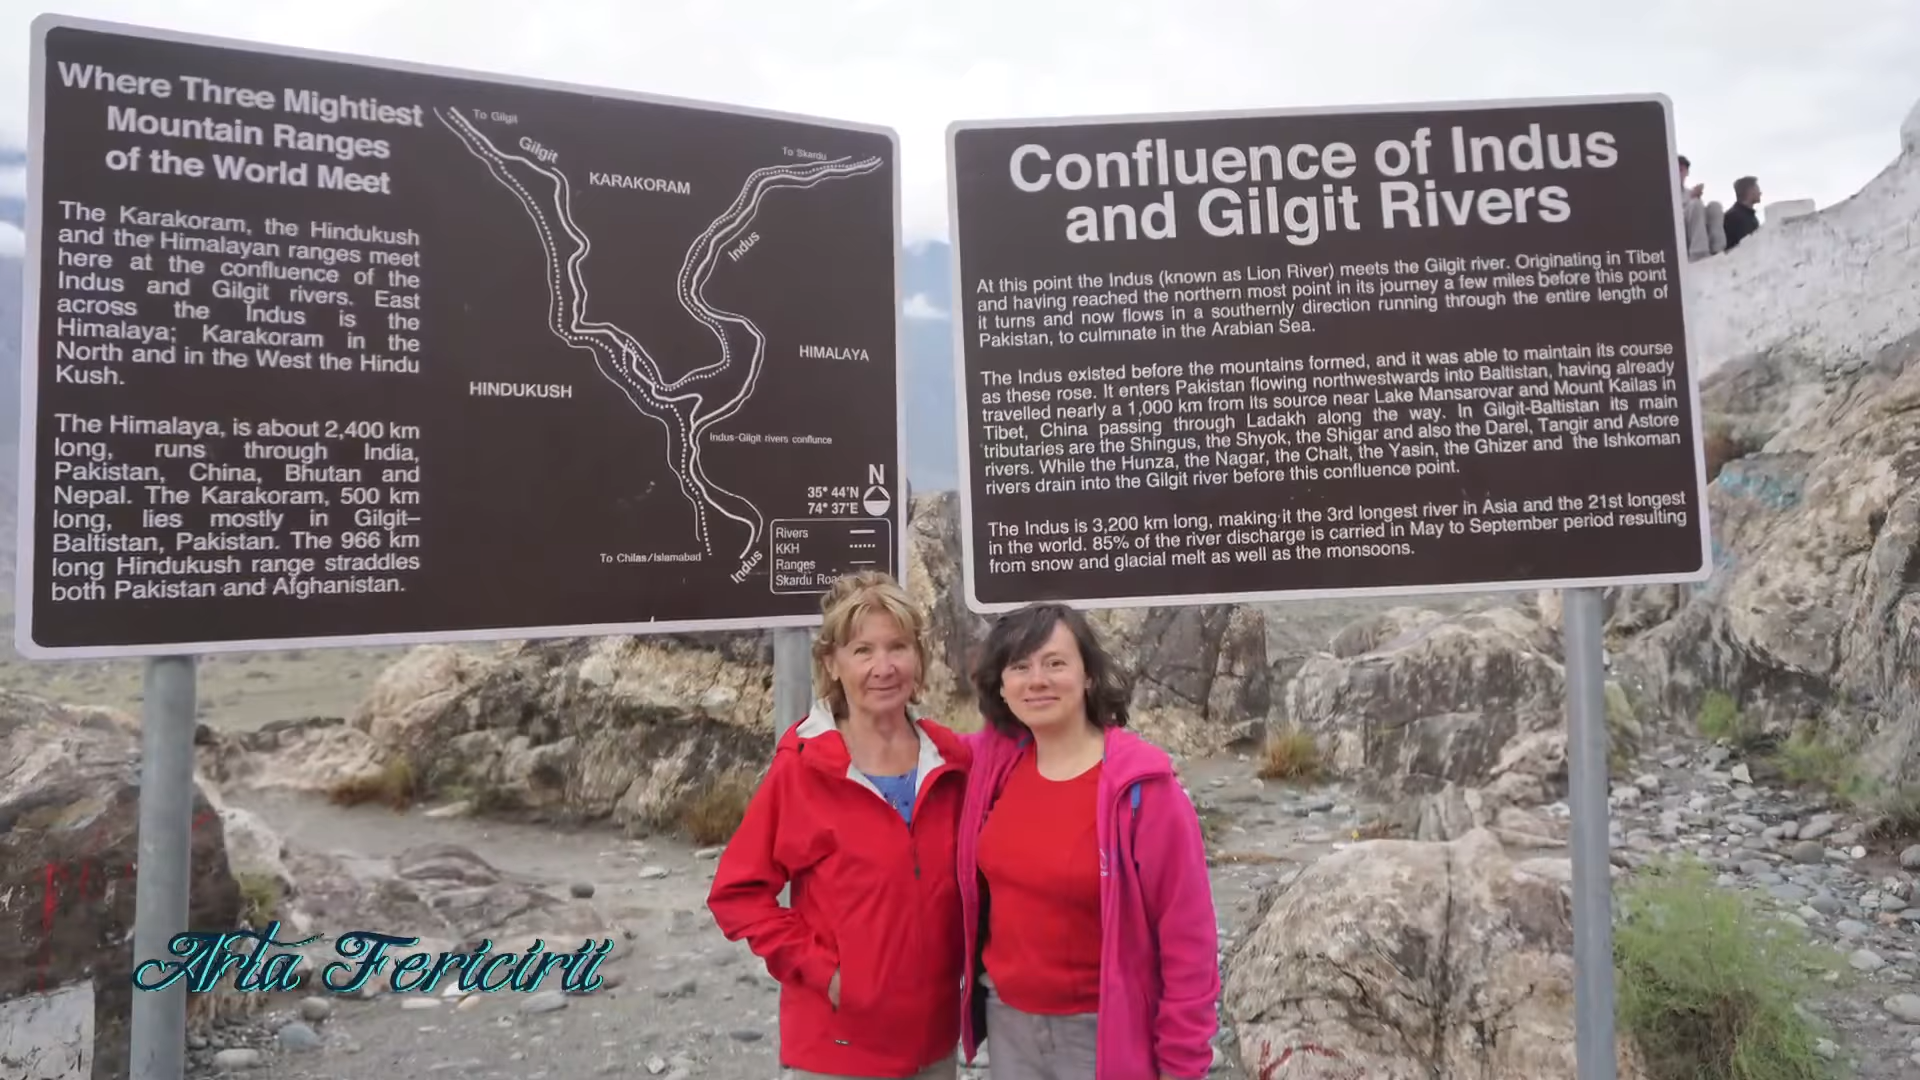 Where Three Mightiest
Mountain Ranges
of the World Meet
The Karakoram, the Hindukush
and the Himalayan ranges meet
here at the confluence of the
Indus and Gilgit rivers. East
across the Indus is the
Himalaya; Karakoram in the
North and in the West the Hindu
Kush.
The Himalaya, is about 2,400 km
long, runs through India,
Pakistan, China, Bhutan and
Nepal. The Karakoram, 500 km
long, lies mostly in Gilgit–
Baltistan, Pakistan. The 966 km
long Hindukush range straddles
both Pakistan and Afghanistan.
To Gilgit
Gilgit
KARAKORAM
To Skardu
Indus
HIMALAYA
HINDUKUSH
Indus-Gilgit rivers conflunce
N
35° 44'N
74° 37'E
Rivers
KKH
Ranges
Skardu Road
To Chilas/Islamabad
Indus
Confluence of Indus
and Gilgit Rivers
At this point the Indus (known as Lion River) meets the Gilgit river. Originating in Tibet
and having reached the northern most point in its journey a few miles before this point
it turns and now flows in a southernly direction running through the entire length of
Pakistan, to culminate in the Arabian Sea.
The Indus existed before the mountains formed, and it was able to maintain its course
as these rose. It enters Pakistan flowing northwestwards into Baltistan, having already
travelled nearly a 1,000 km from its source near Lake Mansarovar and Mount Kailas in
Tibet, China passing through Ladakh along the way. In Gilgit-Baltistan its main
tributaries are the Shingus, the Shyok, the Shigar and also the Darel, Tangir and Astore
rivers. While the Hunza, the Nagar, the Chalt, the Yasin, the Ghizer and the Ishkoman
rivers drain into the Gilgit river before this confluence point.
The Indus is 3,200 km long, making it the 3rd longest river in Asia and the 21st longest
in the world. 85% of the river discharge is carried in May to September period resulting
from snow and glacial melt as well as the monsoons.
Arta Fericirii